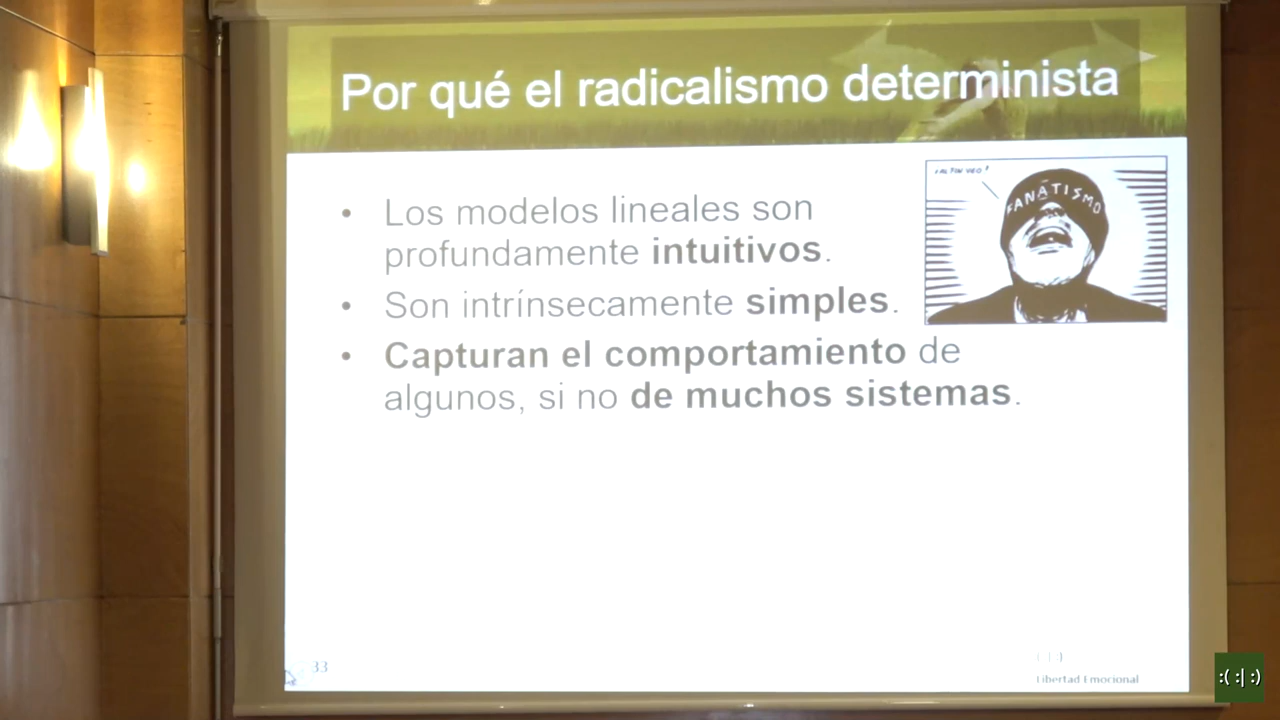 Por qué el radicalismo determinista
¡AL FIN VEO!
FANATISMO
• Los modelos lineales son
profundamente intuitivos.
• Son intrínsecamente simples.
• Capturan el comportamiento de
algunos, si no de muchos sistemas.
33
Libertad Emocional
:( :| :)